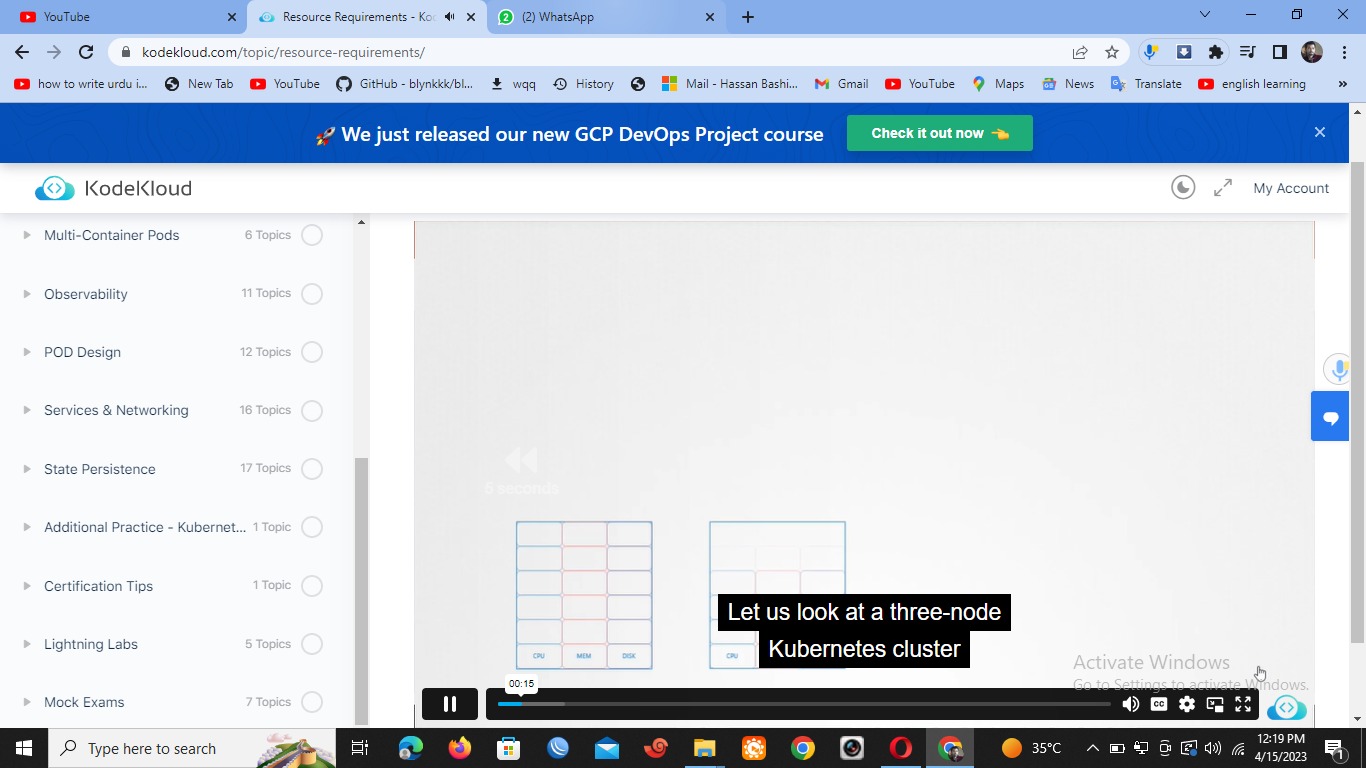 YouTube
Resource Requirements - Ko
(2) WhatsApp
kodekloud.com/topic/resource-requirements/
how to write urdu i...
New Tab
YouTube
GitHub - blynkkk/bl...
wqq
History
Mail - Hassan Bashi...
Gmail
YouTube
Maps
News
Translate
english learning
»
🚀 We just released our new GCP DevOps Project course
Check it out now 👈
KodeKloud
My Account
Multi-Container Pods 6 Topics
Observability 11 Topics
POD Design 12 Topics
Services & Networking 16 Topics
State Persistence 17 Topics
Additional Practice - Kubernet... 1 Topic
Certification Tips 1 Topic
Lightning Labs 5 Topics
Mock Exams 7 Topics
5 seconds
Let us look at a three-node
Kubernetes cluster
CPU MEM DISK
CPU
00:15
CC
Activate Windows
Go to Settings to activate Windows.
Type here to search
35°C
12:19 PM
4/15/2023
1